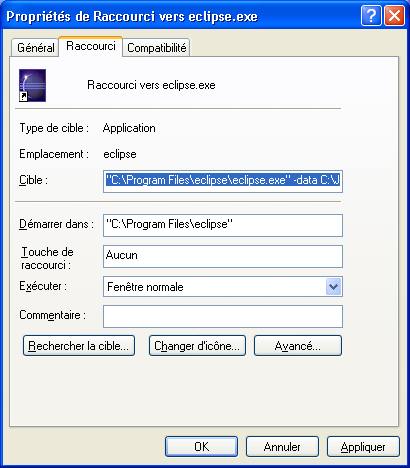 Propriétés de Raccourci vers eclipse.exe
Général Raccourci Compatibilité
Raccourci vers eclipse.exe
Type de cible : Application
Emplacement : eclipse
Cible : "C:\Program Files\eclipse\eclipse.exe" -data C:\J
Démarrer dans : "C:\Program Files\eclipse"
Touche de raccourci : Aucun
Exécuter : Fenêtre normale
Commentaire :
Rechercher la cible... Changer d'icône... Avancé...
OK Annuler Appliquer